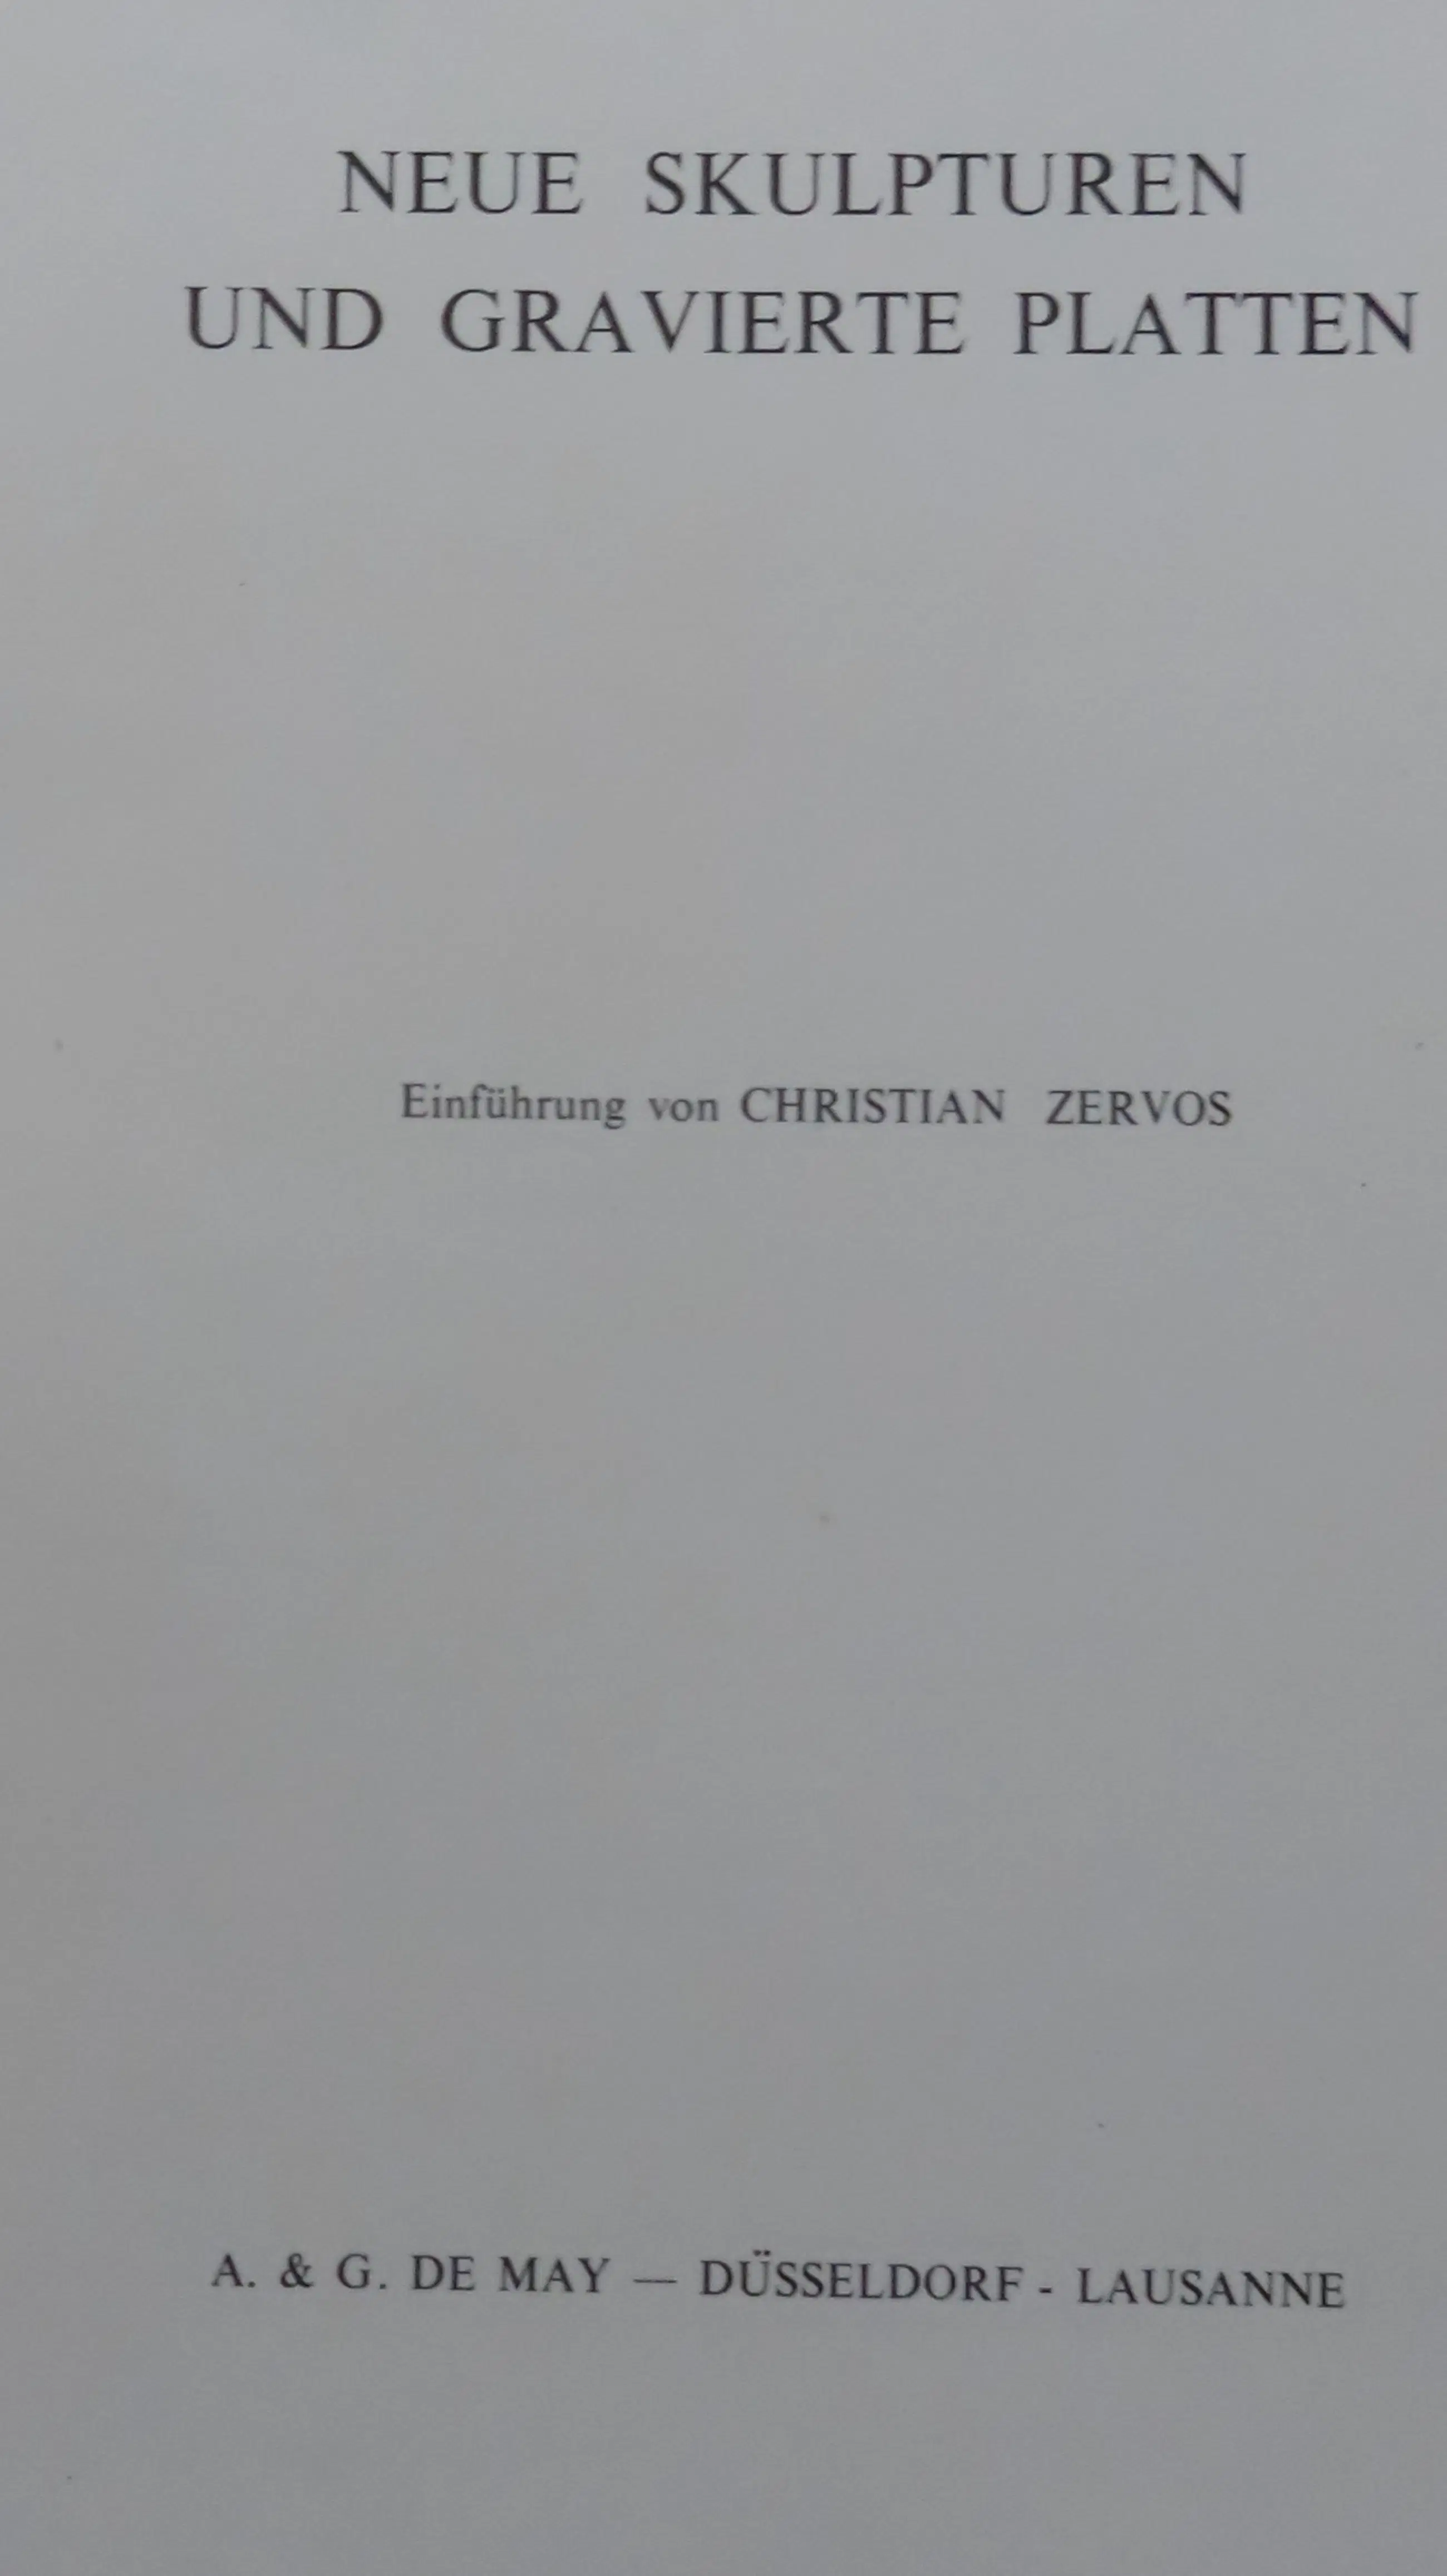 NEUE SKULPTUREN
UND GRAVIERTE PLATTEN
Einführung von CHRISTIAN ZERVOS
A. & G. DE MAY — DÜSSELDORF - LAUSANNE